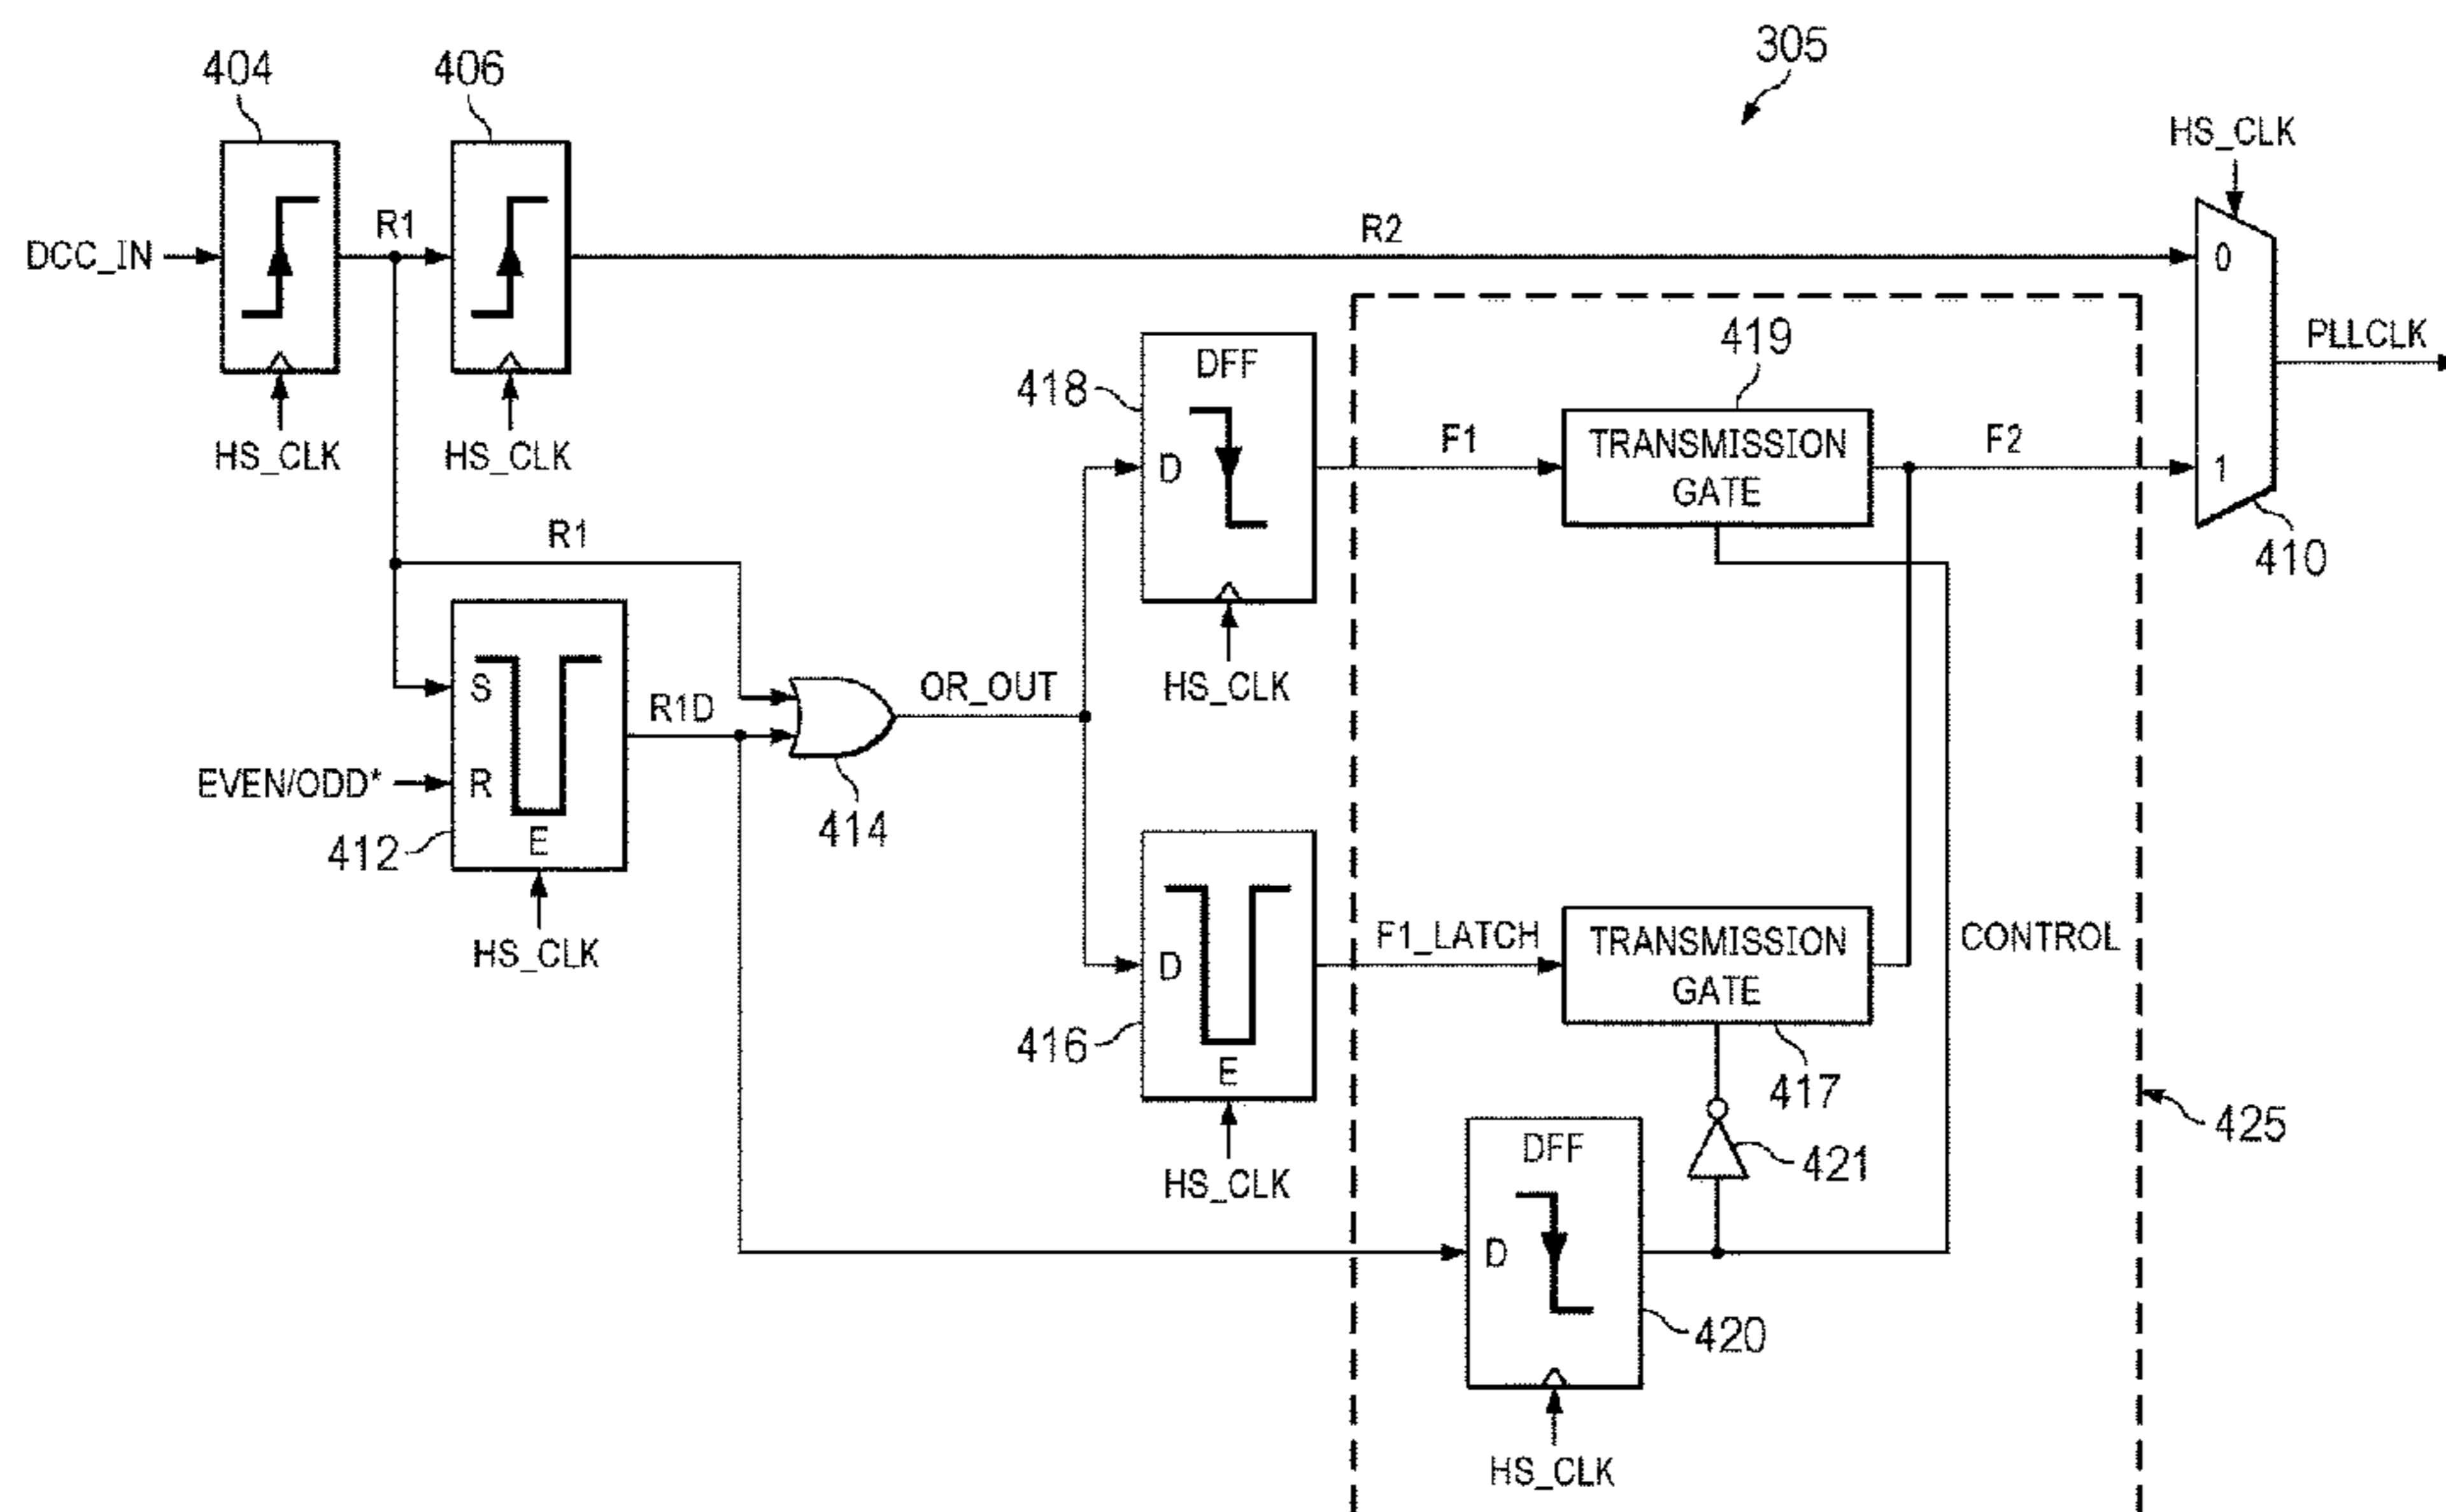 305
404
406
HS_CLK
DCC_IN
R1
R2
0
PLLCLK
HS_CLK
HS_CLK
418
DFF
D
HS_CLK
F1
419
TRANSMISSION
GATE
F2
1
410
R1
S
R
E
EVEN/ODD*
412
HS_CLK
R1D
414
OR_OUT
D
E
416
HS_CLK
F1_LATCH
TRANSMISSION
GATE
417
CONTROL
425
421
DFF
D
420
HS_CLK